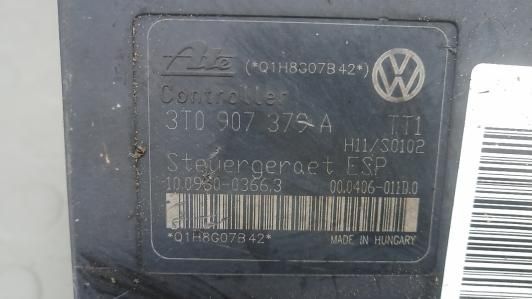 Ate (*Q1H8G07B42*)
Controller
3T0 907 379 A TT1
H11/S0102
Steuergeraet ESP
10.0960-0366.3 00.0406-011D.0
*Q1H8G07B42*
MADE IN HUNGARY